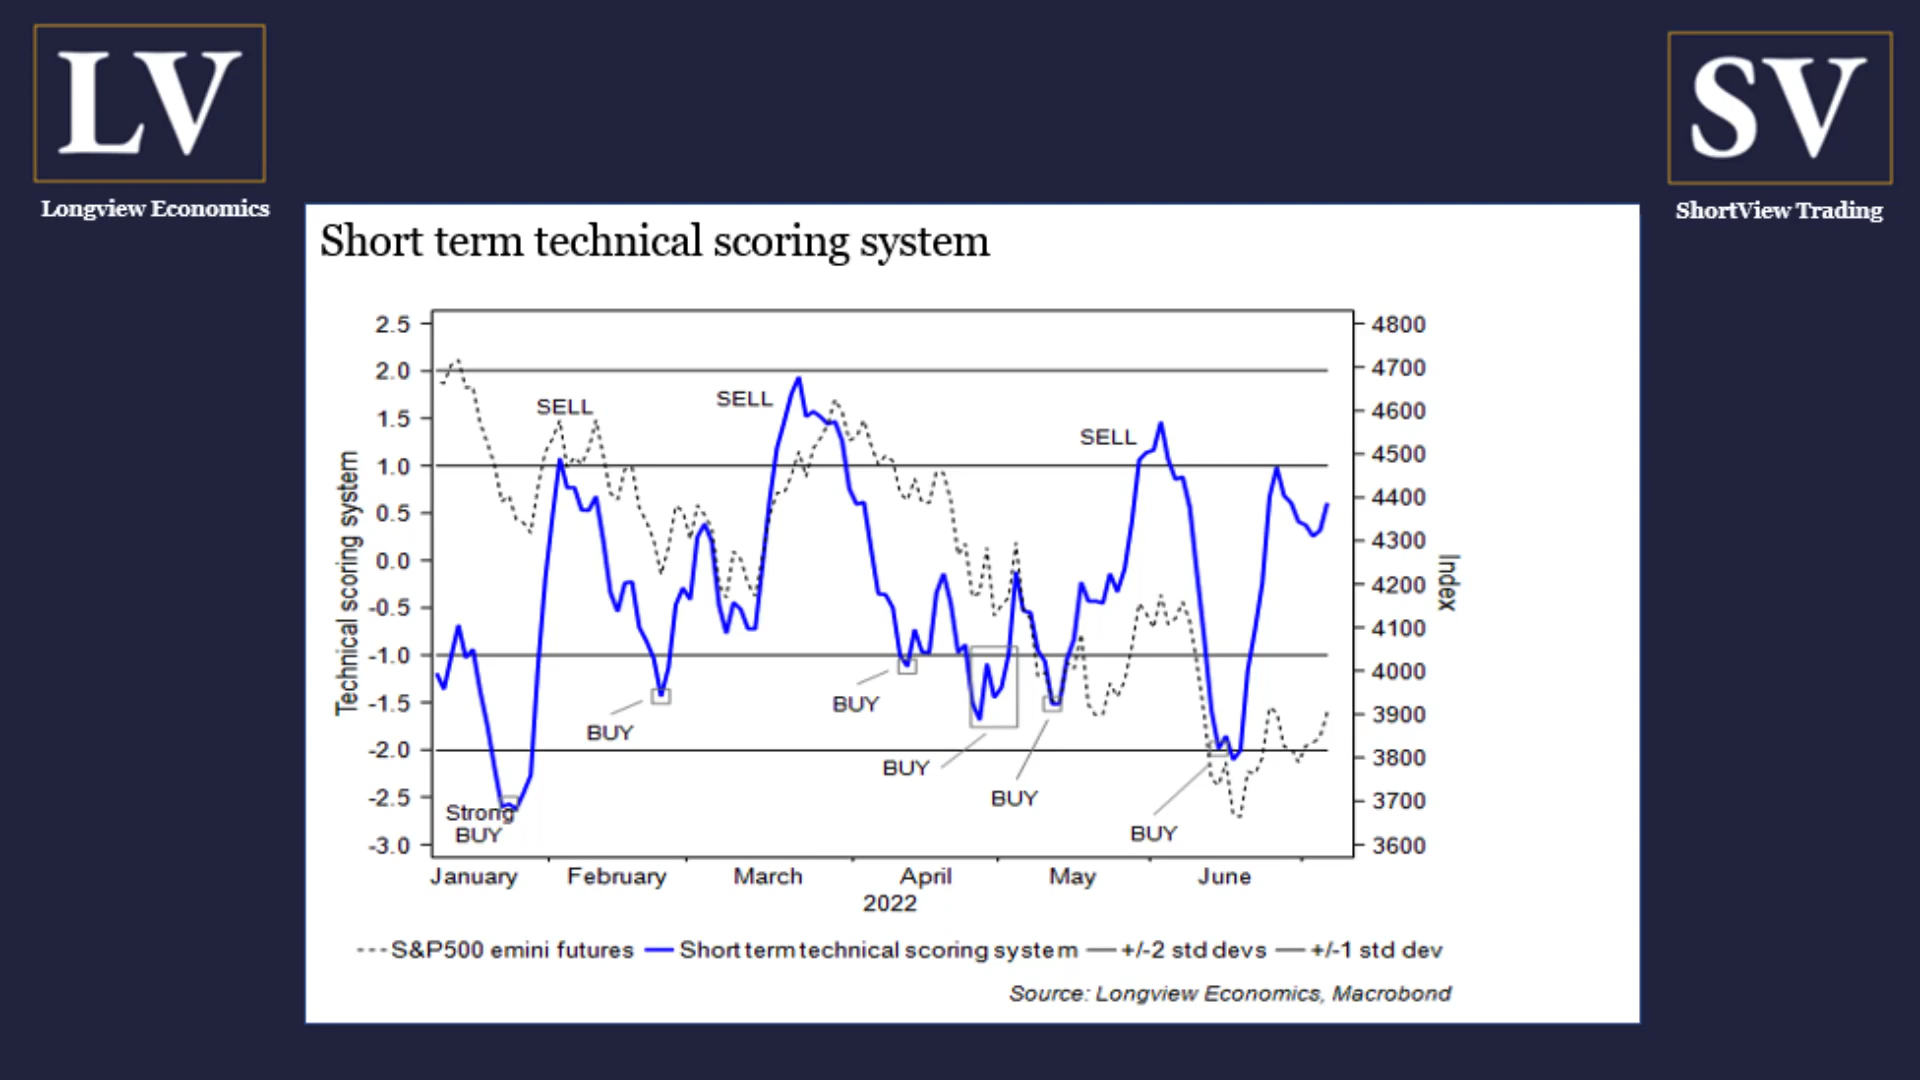 LV
Longview Economics
SV
ShortView Trading
Short term technical scoring system
Technical scoring system
2.5
2.0
1.5
1.0
0.5
0.0
-0.5
-1.0
-1.5
-2.0
-2.5
-3.0
SELL
SELL
SELL
Strong
BUY
BUY
BUY
BUY
BUY
BUY
4800
4700
4600
4500
4400
4300
4200
4100
4000
3900
3800
3700
3600
Index
January February March April May June
2022
S&P500 emini futures Short term technical scoring system +/-2 std devs +/-1 std dev
Source: Longview Economics, Macrobond